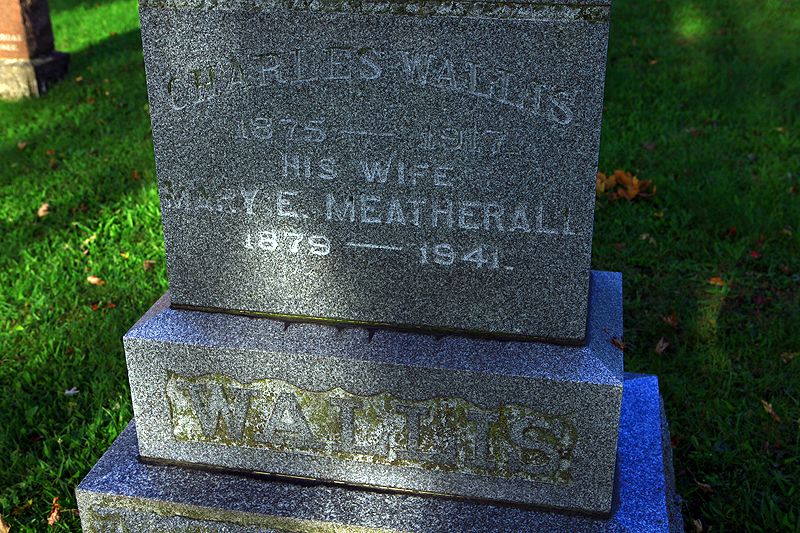 CHARLES WALLIS
1875 — 1917.
HIS WIFE
MARY E. MEATHERALL
1879 — 1941.
WALLIS